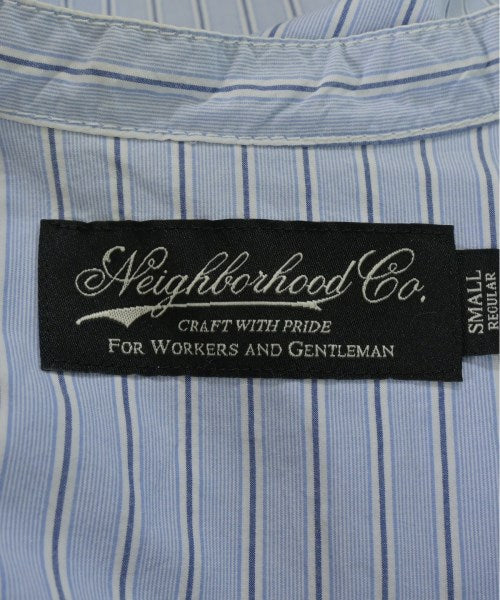 Neighborhood Co.
CRAFT WITH PRIDE
FOR WORKERS AND GENTLEMAN
SMALL
REGULAR